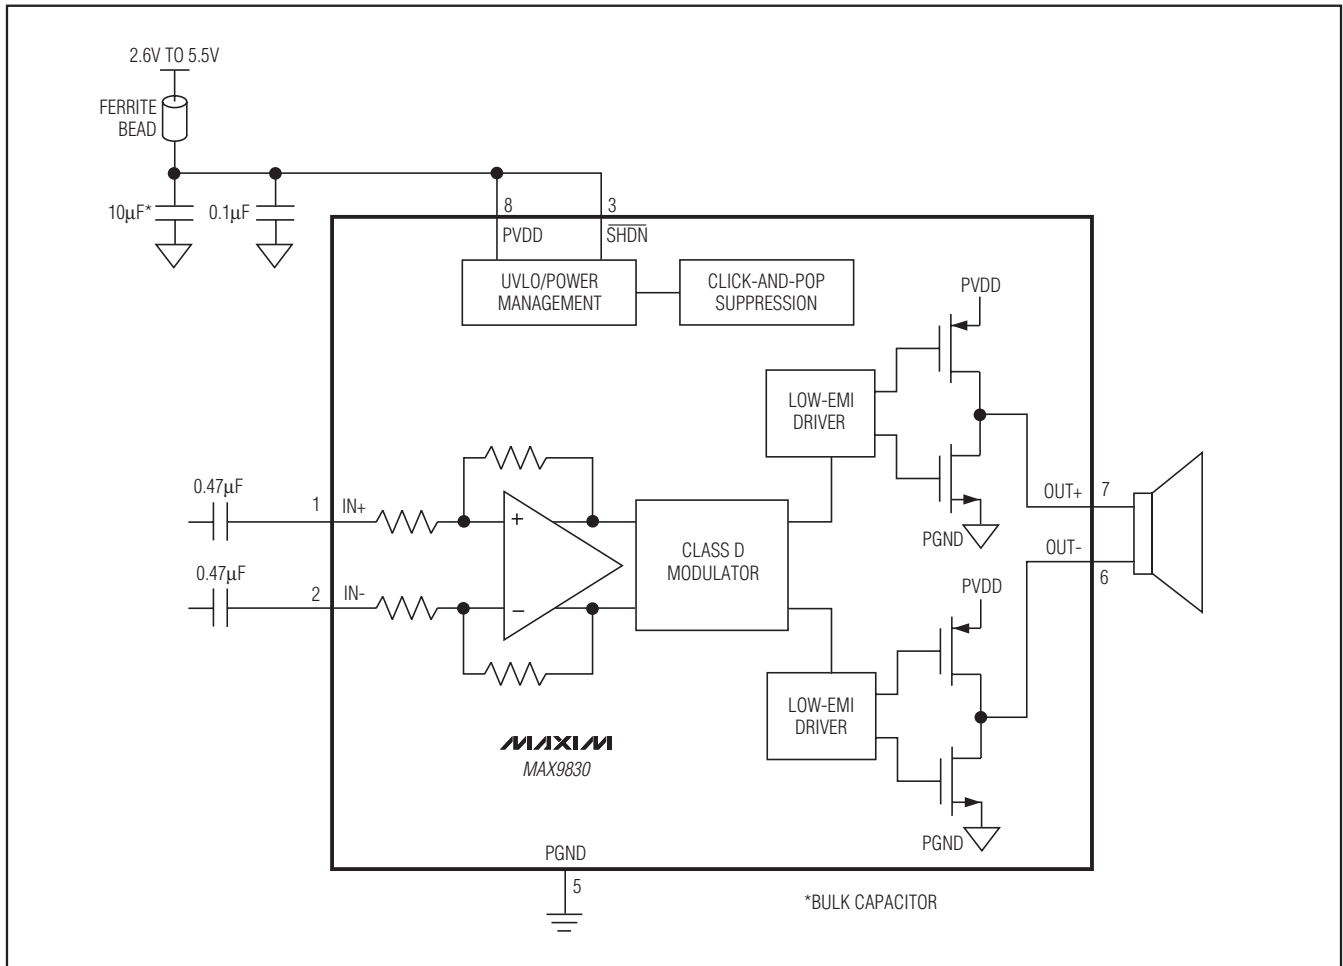 2.6V TO 5.5V
FERRITE
BEAD
10µF*
0.1µF
8
3
PVDD
SHDN
UVLO/POWER
MANAGEMENT
CLICK-AND-POP
SUPPRESSION
PVDD
LOW-EMI
DRIVER
0.47µF
1
IN+
+
CLASS D
MODULATOR
PGND
OUT+
7
OUT-
6
0.47µF
2
IN-
−
PVDD
LOW-EMI
DRIVER
MAXIM
MAX9830
PGND
PGND
5
*BULK CAPACITOR